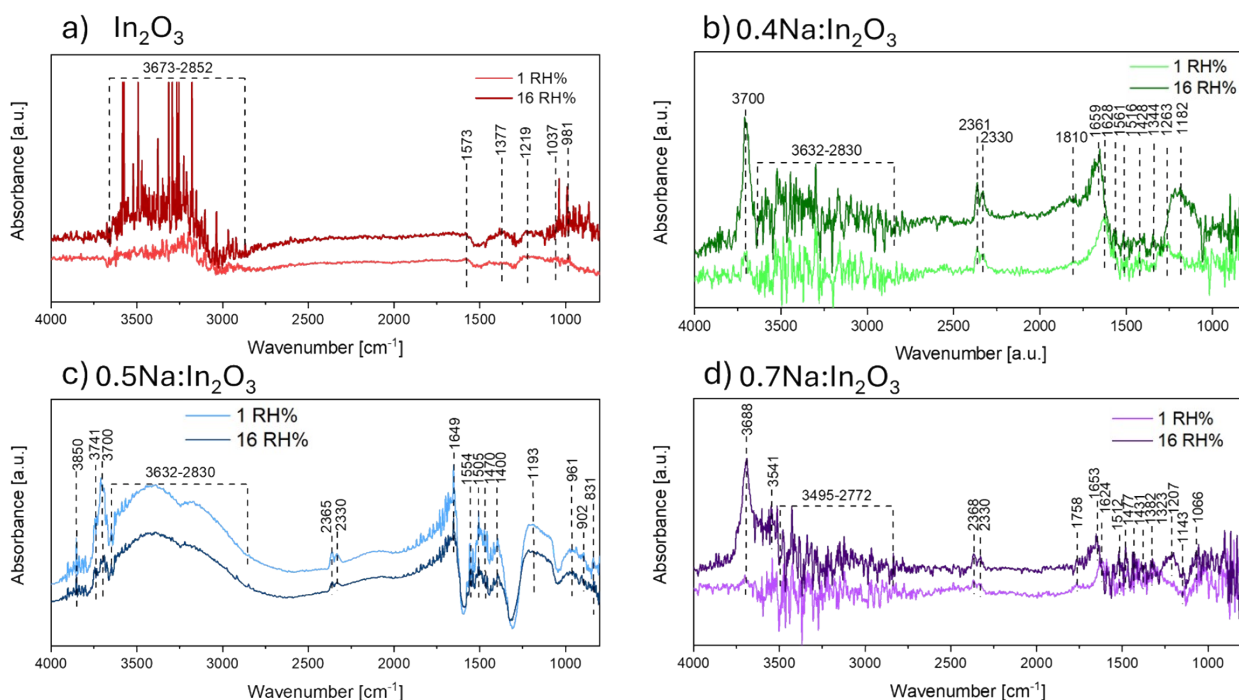 a) In₂O₃
3673-2852
1 RH%
16 RH%
1573
1377
1219
1037
981
Absorbance [a.u.]
4000 3500 3000 2500 2000 1500 1000
Wavenumber [cm⁻¹]
b) 0.4Na:In₂O₃
1 RH%
16 RH%
3700
3632-2830
2361
2330
1810
1659
1628
1561
1516
1428
1344
1263
1182
Absorbance [a.u.]
4000 3500 3000 2500 2000 1500 1000
Wavenumber [a.u.]
c) 0.5Na:In₂O₃
1 RH%
16 RH%
3850
3741
3700
3632-2830
2365
2330
1649
1554
1505
1470
1400
1193
961
902
831
Absorbance [a.u.]
4000 3500 3000 2500 2000 1500 1000
Wavenumber [cm⁻¹]
d) 0.7Na:In₂O₃
1 RH%
16 RH%
3688
3541
3495-2772
2368
2330
1758
1653
1624
1512
1477
1431
1382
1323
1207
1143
1066
Absorbance [a.u.]
4000 3500 3000 2500 2000 1500 1000
Wavenumber [cm⁻¹]